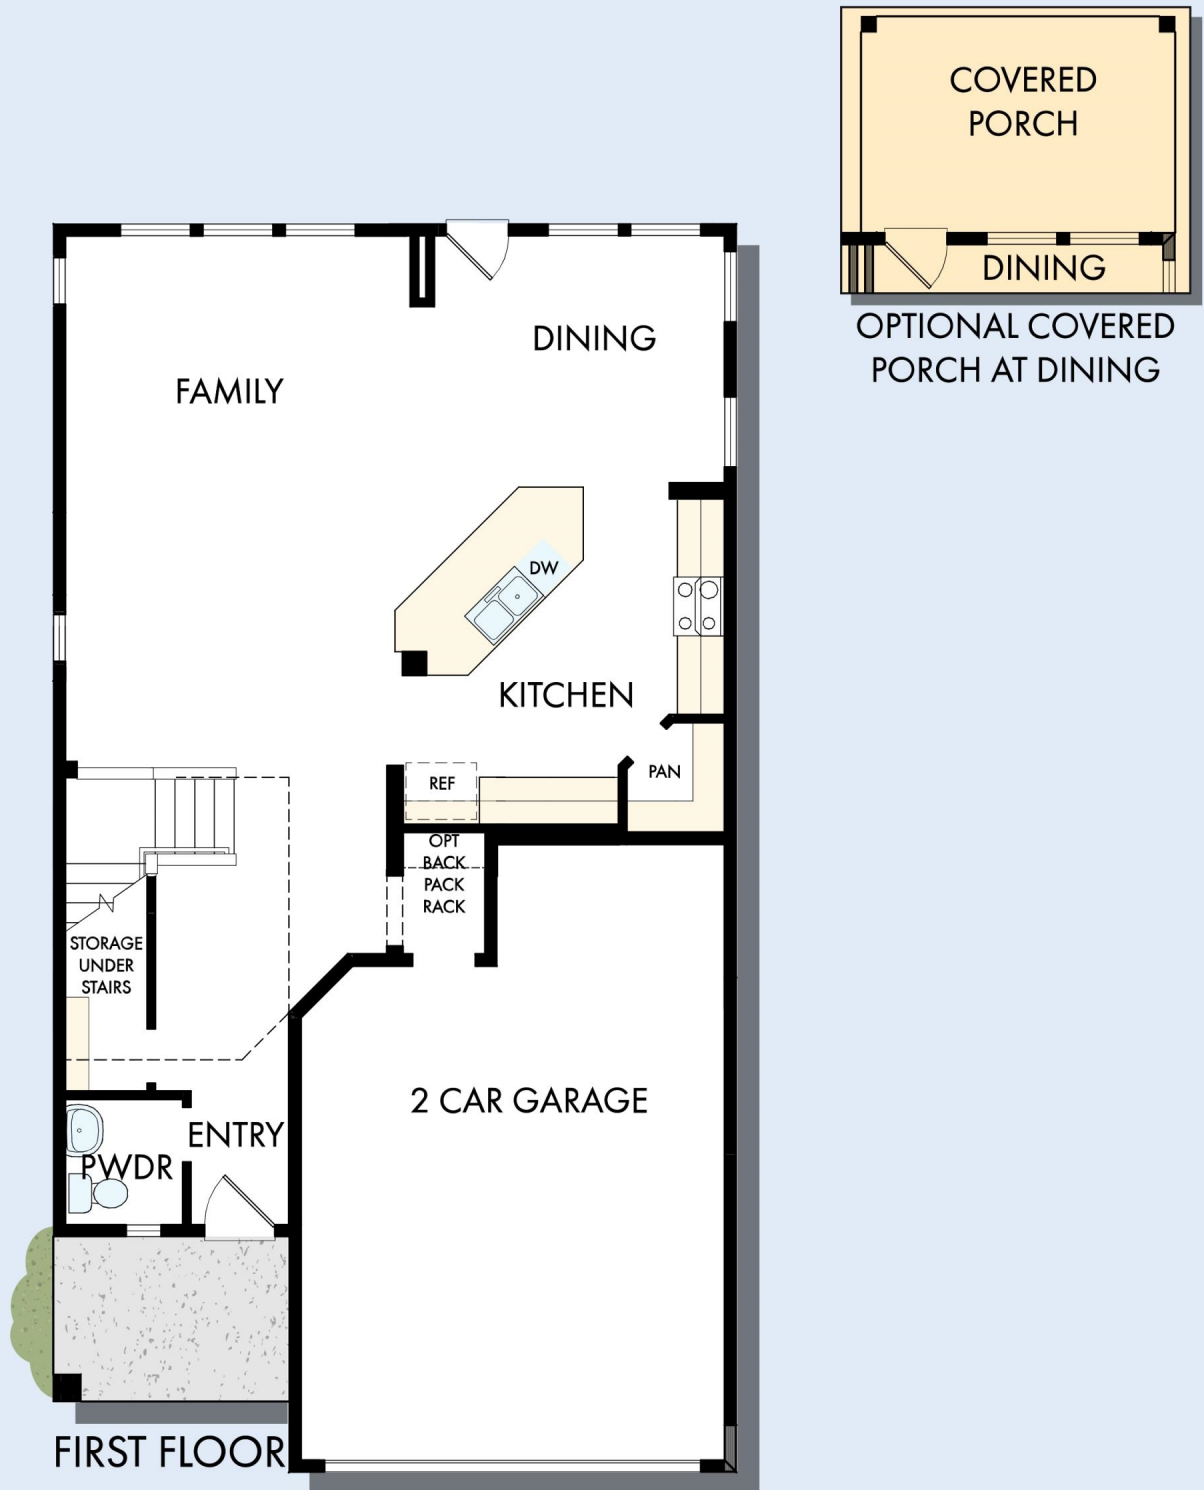 COVERED
PORCH
DINING
OPTIONAL COVERED
PORCH AT DINING
DINING
FAMILY
DW
KITCHEN
REF
PAN
OPT
BACK
PACK
RACK
STORAGE
UNDER
STAIRS
2 CAR GARAGE
ENTRY
PWDR
FIRST FLOOR